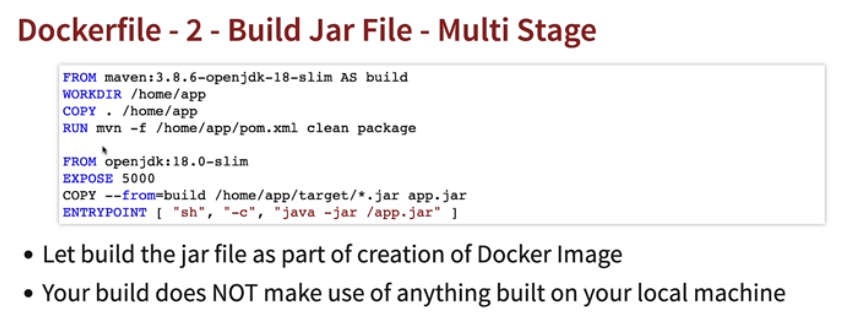 Dockerfile - 2 - Build Jar File - Multi Stage
FROM maven:3.8.6-openjdk-18-slim AS build
WORKDIR /home/app
COPY . /home/app
RUN mvn -f /home/app/pom.xml clean package
FROM openjdk:18.0-slim
EXPOSE 5000
COPY --from=build /home/app/target/*.jar app.jar
ENTRYPOINT [ "sh", "-c", "java -jar /app.jar" ]
• Let build the jar file as part of creation of Docker Image
• Your build does NOT make use of anything built on your local machine